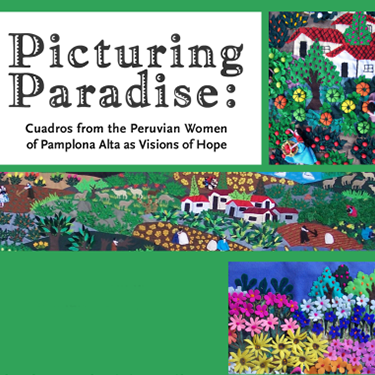 Picturing
Paradise:
Cuadros from the Peruvian Women
of Pamplona Alta as Visions of Hope